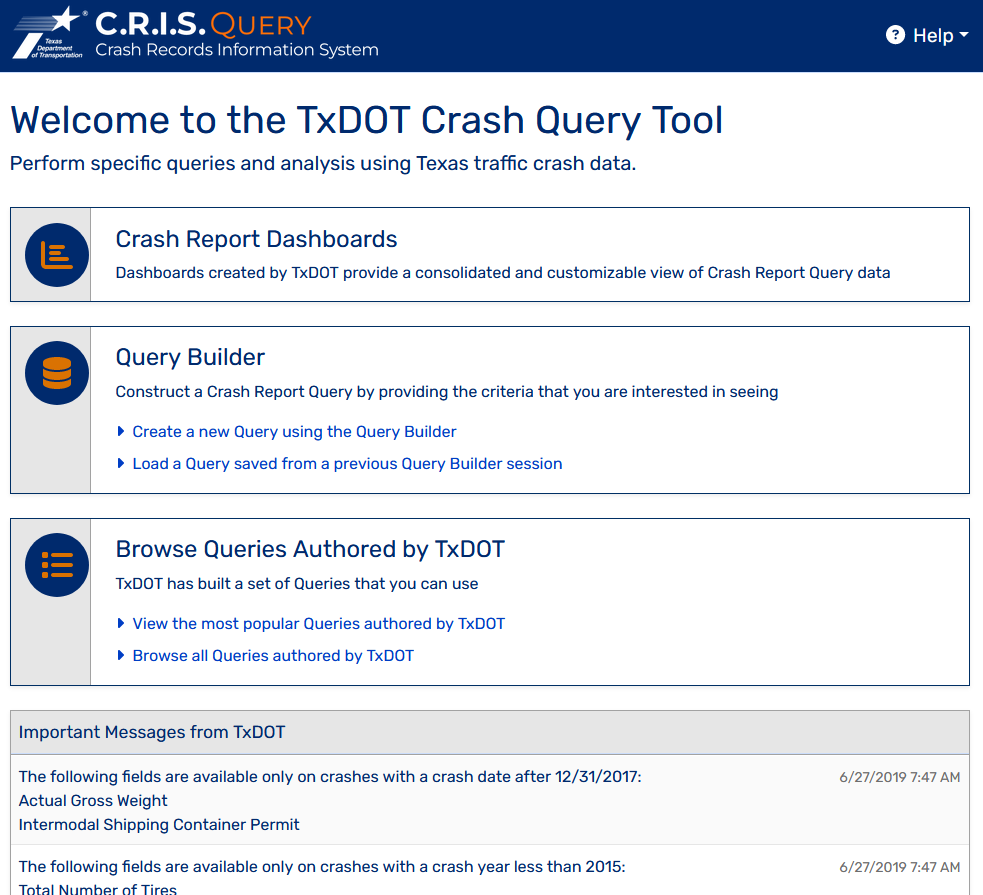 Texas
Department
of Transportation
®
C.R.I.S. QUERY
Crash Records Information System
? Help
Welcome to the TxDOT Crash Query Tool
Perform specific queries and analysis using Texas traffic crash data.
Crash Report Dashboards
Dashboards created by TxDOT provide a consolidated and customizable view of Crash Report Query data
Query Builder
Construct a Crash Report Query by providing the criteria that you are interested in seeing
Create a new Query using the Query Builder
Load a Query saved from a previous Query Builder session
Browse Queries Authored by TxDOT
TxDOT has built a set of Queries that you can use
View the most popular Queries authored by TxDOT
Browse all Queries authored by TxDOT
Important Messages from TxDOT
The following fields are available only on crashes with a crash date after 12/31/2017: 6/27/2019 7:47 AM
Actual Gross Weight
Intermodal Shipping Container Permit
The following fields are available only on crashes with a crash year less than 2015: 6/27/2019 7:47 AM
Total Number of Tires